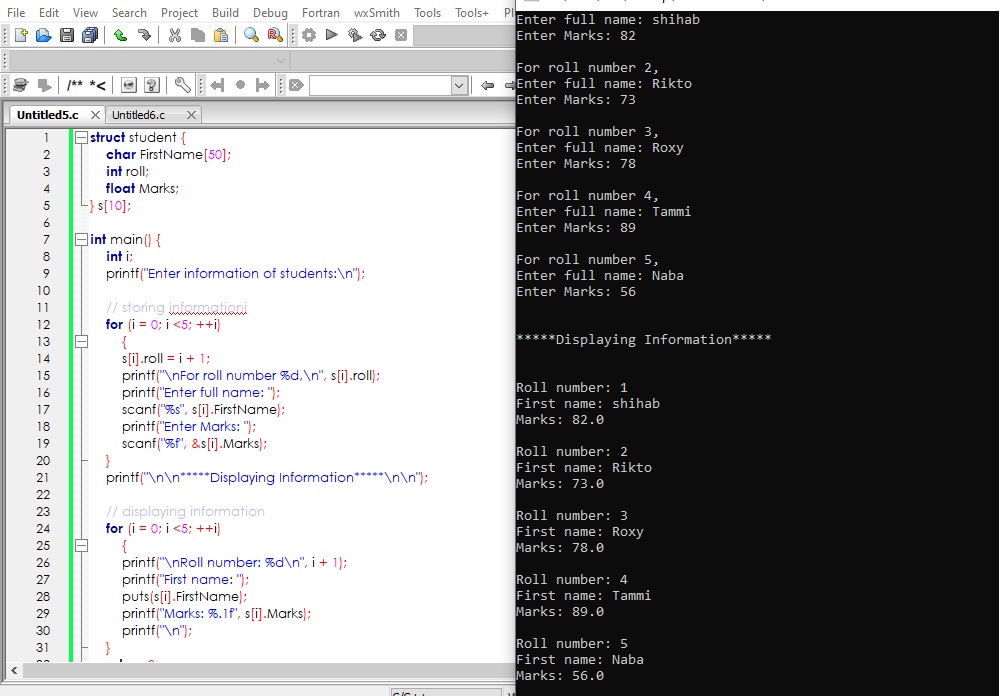 File Edit View Search Project Build Debug Fortran wxSmith Tools Tools+
/** *<
Untitled5.c Untitled6.c
1 struct student {
2 char FirstName[50];
3 int roll;
4 float Marks;
5 } s[10];
6
7 int main() {
8 int i;
9 printf("Enter information of students:\n");
10
11 // storing informationi
12 for (i = 0; i <5; ++i)
13 {
14 s[i].roll = i + 1;
15 printf("\nFor roll number %d,\n", s[i].roll);
16 printf("Enter full name: ");
17 scanf("%s", s[i].FirstName);
18 printf("Enter Marks: ");
19 scanf("%f", &s[i].Marks);
20 }
21 printf("\n\n*****Displaying Information*****\n\n");
22
23 // displaying information
24 for (i = 0; i <5; ++i)
25 {
26 printf("\nRoll number: %d\n", i + 1);
27 printf("First name: ");
28 puts(s[i].FirstName);
29 printf("Marks: %.1f", s[i].Marks);
30 printf("\n");
31 }
Enter full name: shihab
Enter Marks: 82
For roll number 2,
Enter full name: Rikto
Enter Marks: 73
For roll number 3,
Enter full name: Roxy
Enter Marks: 78
For roll number 4,
Enter full name: Tammi
Enter Marks: 89
For roll number 5,
Enter full name: Naba
Enter Marks: 56
*****Displaying Information*****
Roll number: 1
First name: shihab
Marks: 82.0
Roll number: 2
First name: Rikto
Marks: 73.0
Roll number: 3
First name: Roxy
Marks: 78.0
Roll number: 4
First name: Tammi
Marks: 89.0
Roll number: 5
First name: Naba
Marks: 56.0